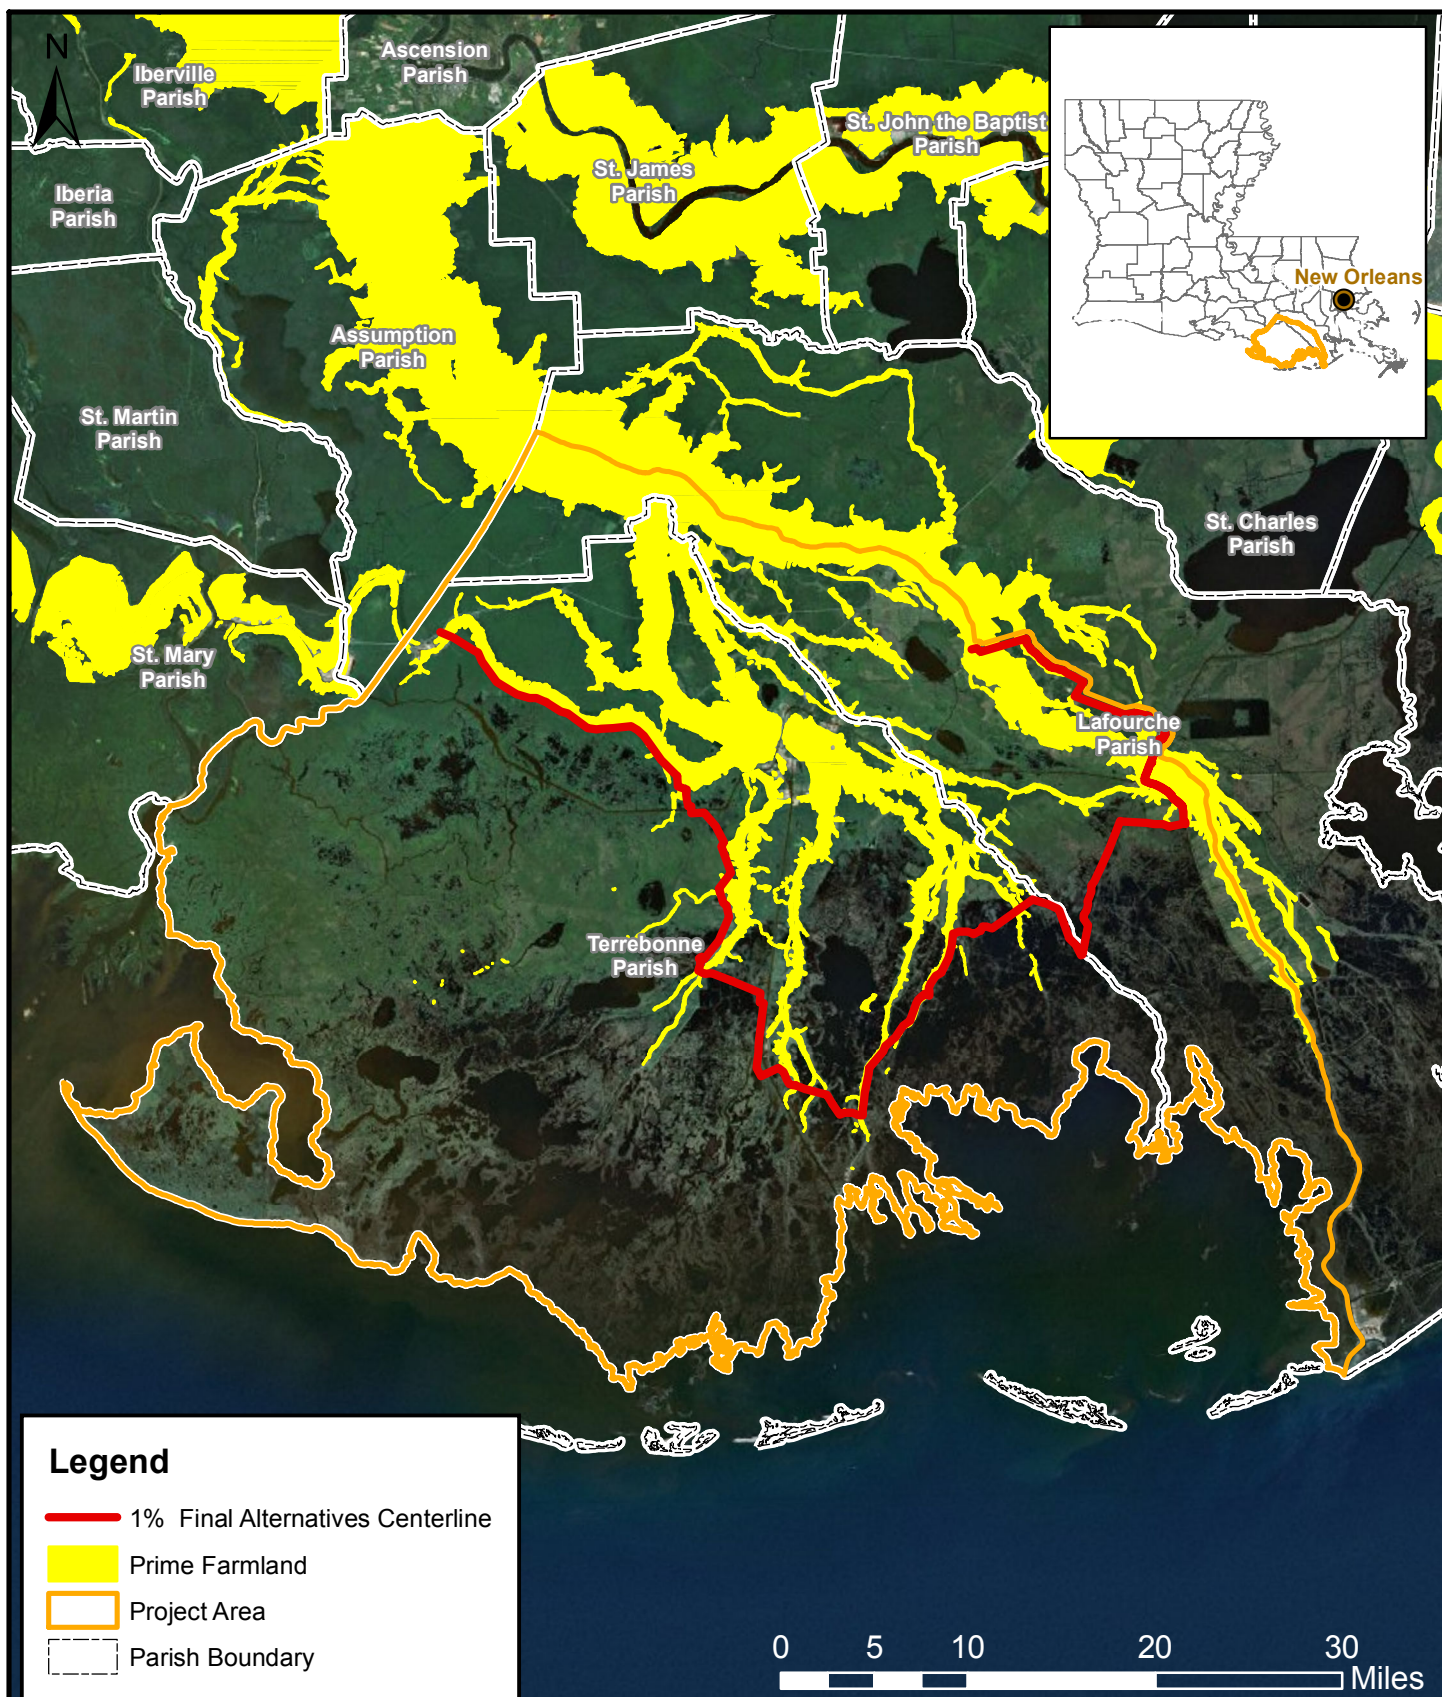 N
Iberville
Parish
Ascension
Parish
St. John the Baptist
Parish
St. James
Parish
Iberia
Parish
New Orleans
Assumption
Parish
St. Martin
Parish
St. Charles
Parish
St. Mary
Parish
Lafourche
Parish
Terrebonne
Parish
Legend
1% Final Alternatives Centerline
Prime Farmland
Project Area
Parish Boundary
0 5 10 20 30
Miles